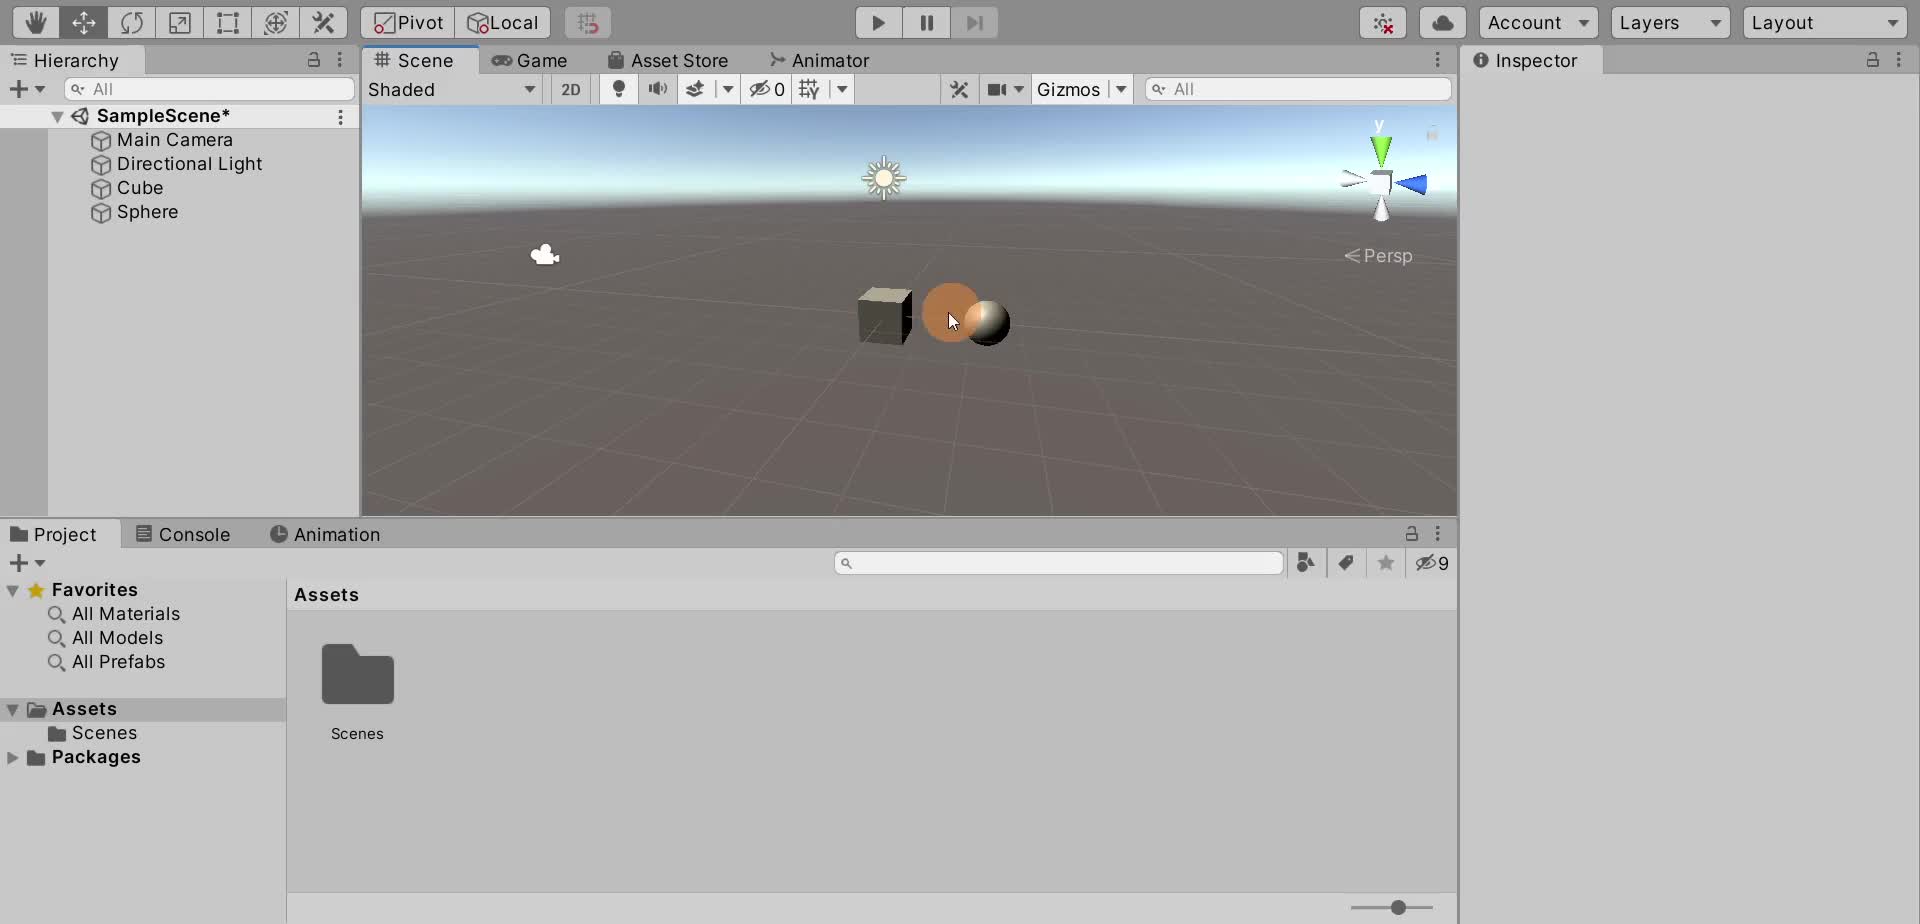 Pivot Local Account Layers Layout
Hierarchy Scene Game Asset Store Animator Inspector
All Shaded 2D 0 Gizmos All
SampleScene*
Main Camera
Directional Light
Cube
Sphere
y
Persp
Project Console Animation
9
Favorites
All Materials
All Models
All Prefabs
Assets
Scenes
Packages
Assets
Scenes